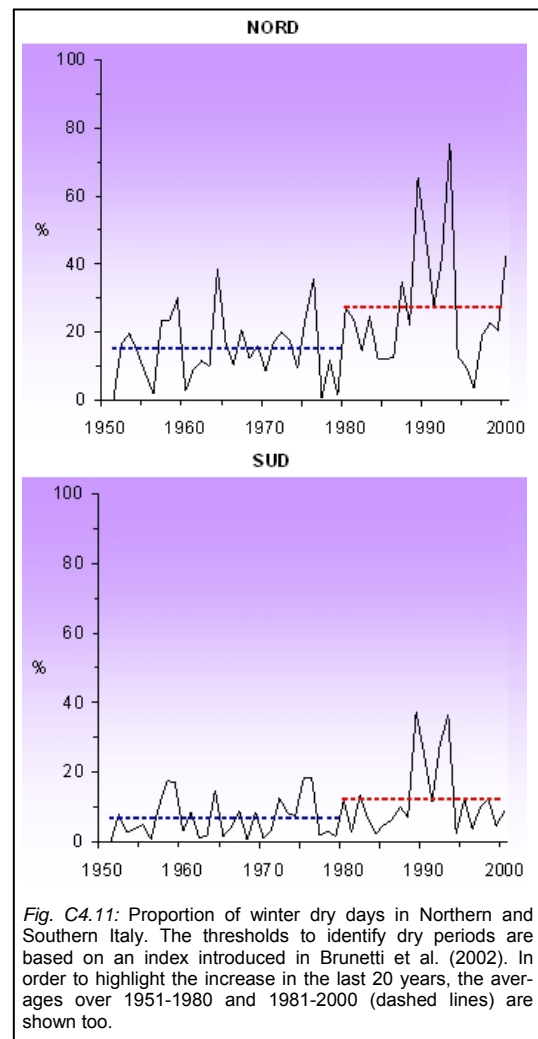 NORD
100
80
60
%
40
20
0
1950 1960 1970 1980 1990 2000
SUD
100
80
60
%
40
20
0
1950 1960 1970 1980 1990 2000
Fig. C4.11: Proportion of winter dry days in Northern and
Southern Italy. The thresholds to identify dry periods are
based on an index introduced in Brunetti et al. (2002). In
order to highlight the increase in the last 20 years, the aver-
ages over 1951-1980 and 1981-2000 (dashed lines) are
shown too.